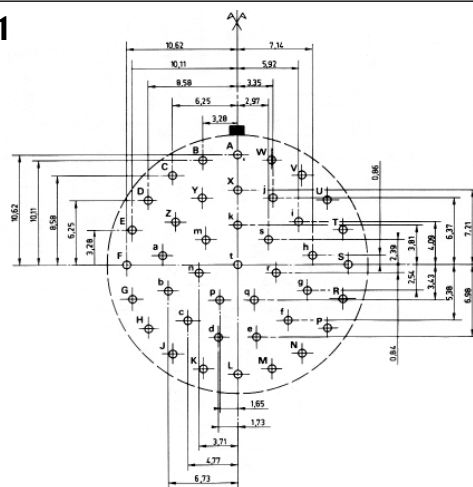 1
A A
10,62
7,14
10,11
5,92
8,58
3,35
6,25
2,97
3,28
B
A
W
C
V
X
D
Y
j
U
E
Z
k
i
T
m
s
F
a
t
h
S
n
r
G
b
p
q
g
R
H
c
f
P
d
e
J
N
K
L
M
10,62
10,11
8,58
6,25
3,28
0,86
2,39
3,81
4,09
6,37
7,21
2,54
3,43
5,38
6,98
0,84
1,65
1,73
3,71
4,77
6,73